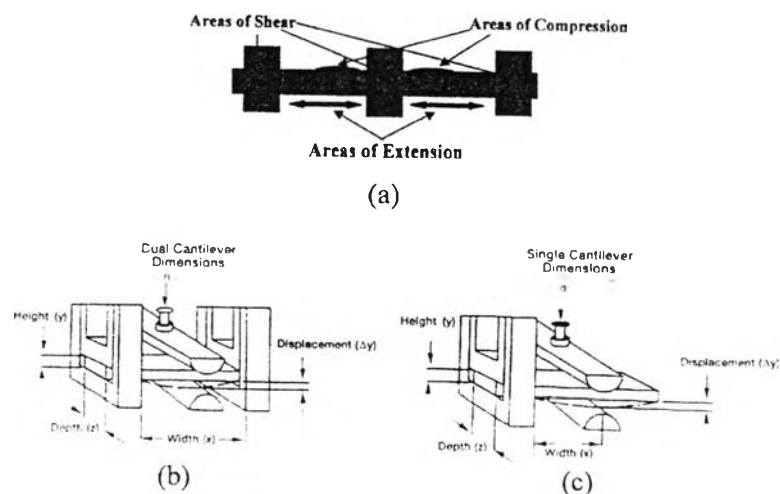 Areas of Shear
Areas of Compression
Areas of Extension
(a)
Dual Cantilever
Dimensions
Height (y)
Displacement (Δy)
Depth (z)
Width (x)
(b)
Single Cantilever
Dimensions
Height (y)
Displacement (Δy)
Depth (z)
Width (x)
(c)